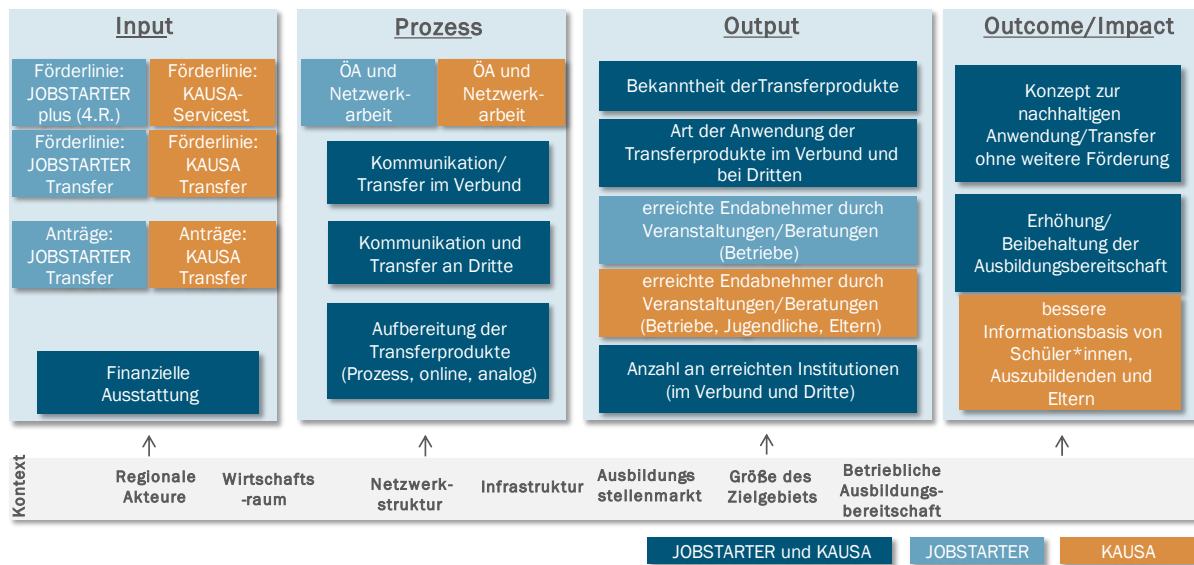 Input
Förderlinie:
JOBSTARTER
plus (4.R.)
Förderlinie:
KAUSA-
Servicest.
Förderlinie:
JOBSTARTER
Transfer
Förderlinie:
KAUSA
Transfer
Anträge:
JOBSTARTER
Transfer
Anträge:
KAUSA
Transfer
Finanzielle
Ausstattung
Prozess
ÖA und
Netzwerk-
arbeit
ÖA und
Netzwerk-
arbeit
Kommunikation/
Transfer im Verbund
Kommunikation und
Transfer an Dritte
Aufbereitung der
Transferprodukte
(Prozess, online, analog)
Output
Bekanntheit derTransferprodukte
Art der Anwendung der
Transferprodukte im Verbund und
bei Dritten
erreichte Endabnehmer durch
Veranstaltungen/Beratungen
(Betriebe)
erreichte Endabnehmer durch
Veranstaltungen/Beratungen
(Betriebe, Jugendliche, Eltern)
Anzahl an erreichten Institutionen
(im Verbund und Dritte)
Outcome/Impact
Konzept zur
nachhaltigen
Anwendung/Transfer
ohne weitere Förderung
Erhöhung/
Beibehaltung der
Ausbildungsbereitschaft
bessere
Informationsbasis von
Schüler*innen,
Auszubildenden und
Eltern
Kontext
Regionale
Akteure
Wirtschafts
-raum
Netzwerk-
struktur
Infrastruktur
Ausbildungs
stellenmarkt
Größe des
Zielgebiets
Betriebliche
Ausbildungs-
bereitschaft
JOBSTARTER und KAUSA
JOBSTARTER
KAUSA